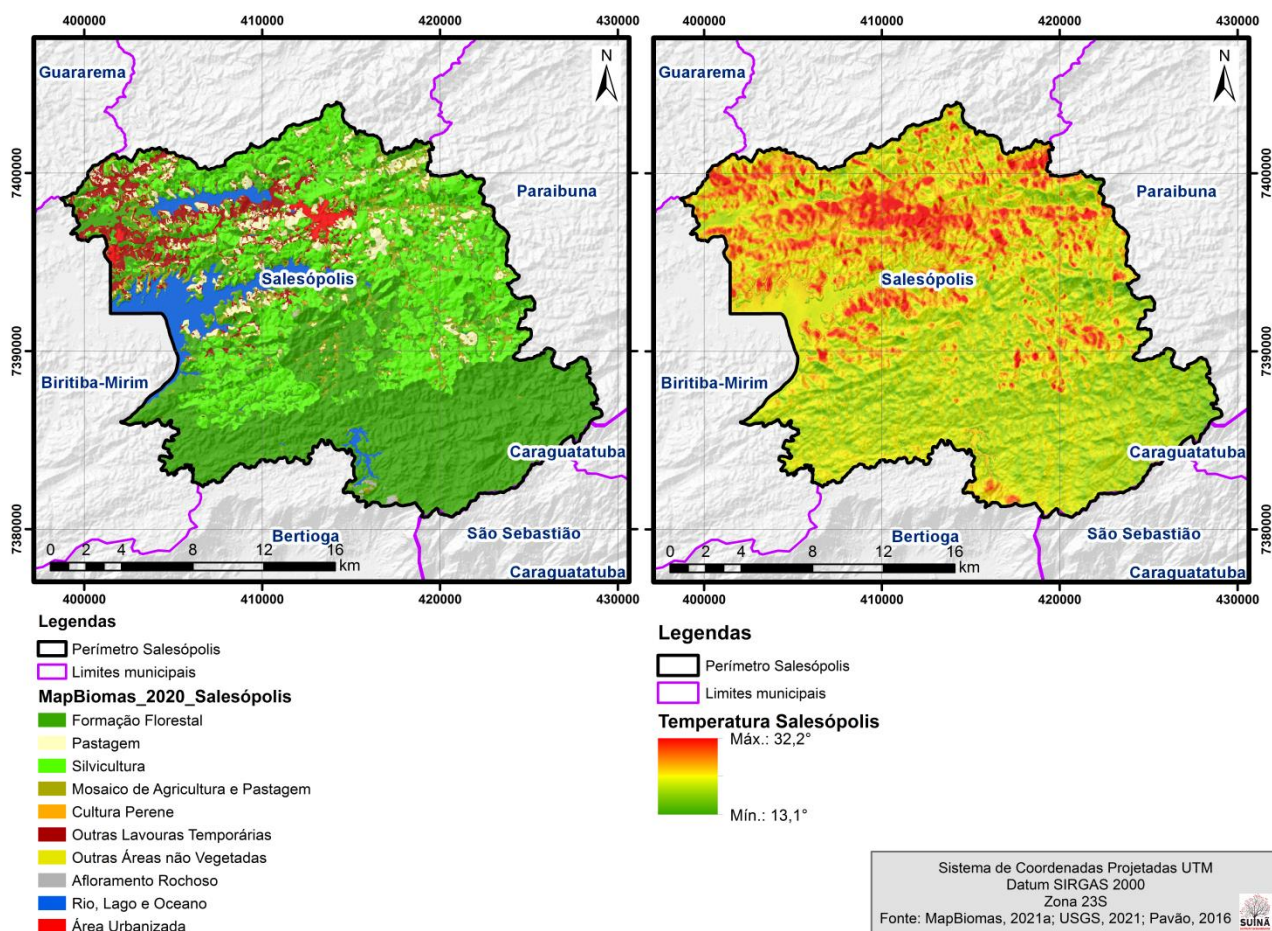 400000 410000 420000 430000
Guararema
N
7400000 7400000
Paraibuna
Salesópolis
7390000 7390000
Biritiba-Mirim
Caraguatatuba
Bertioga
São Sebastião
7380000 7380000
0 2 4 8 12 16
km
Caraguatatuba
400000 410000 420000 430000
Legendas
Perímetro Salesópolis
Limites municipais
MapBiomas_2020_Salesópolis
Formação Florestal
Pastagem
Silvicultura
Mosaico de Agricultura e Pastagem
Cultura Perene
Outras Lavouras Temporárias
Outras Áreas não Vegetadas
Afloramento Rochoso
Rio, Lago e Oceano
Área Urbanizada
400000 410000 420000 430000
Guararema
N
7400000
Paraibuna
Salesópolis
7390000
Biritiba-Mirim
Caraguatatuba
Bertioga
São Sebastião
7380000
0 2 4 8 12 16
km
Caraguatatuba
400000 410000 420000 430000
Legendas
Perímetro Salesópolis
Limites municipais
Temperatura Salesópolis
Máx.: 32,2°
Mín.: 13,1°
Sistema de Coordenadas Projetadas UTM
Datum SIRGAS 2000
Zona 23S
Fonte: MapBiomas, 2021a; USGS, 2021; Pavão, 2016
SUINÃ